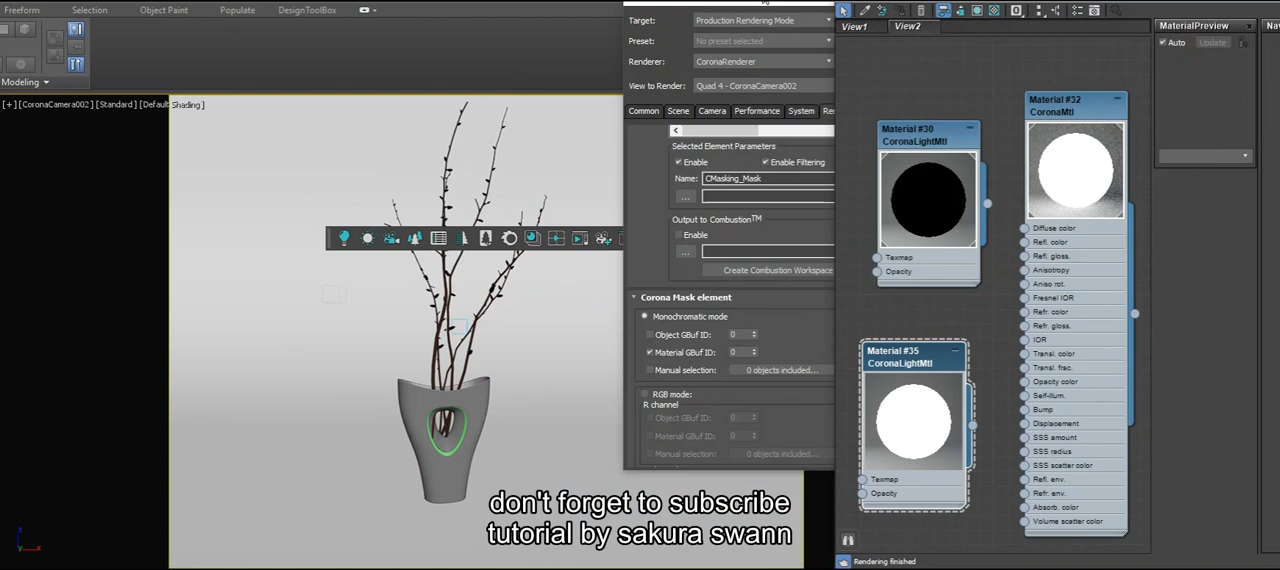 Freeform
Selection
Object Paint
Populate
DesignToolBox
Modeling
[+] [CoronaCamera002] [Standard] [Default Shading]
Target: Production Rendering Mode
Preset: No preset selected
Renderer: CoronaRenderer
View to Render: Quad 4 - CoronaCamera002
Common Scene Camera Performance System
Selected Element Parameters
Enable Enable Filtering
Name: CMasking_Mask
...
Output to Combustion™
Enable
...
Create Combustion Workspace
Corona Mask element
Monochromatic mode
Object GBuf ID: 0
Material GBuf ID: 0
Manual selection: 0 objects included...
RGB mode:
R channel
Object GBuf ID: 0
Material GBuf ID: 0
Manual selection: 0 objects included...
View1 View2
Material #30
CoronaLightMtl
Texmap
Opacity
Material #35
CoronaLightMtl
Texmap
Opacity
Material #32
CoronaMtl
Diffuse color
Refl. color
Refl. gloss.
Anisotropy
Aniso rot.
Fresnel IOR
Refr. color
Refr. gloss.
IOR
Transl. color
Transl. frac.
Opacity color
Self-illum.
Bump
Displacement
SSS amount
SSS radius
SSS scatter color
Refl. env.
Refr. env.
Absorb. color
Volume scatter color
MaterialPreview
Auto Update
Rendering finished
don't forget to subscribe
tutorial by sakura swann